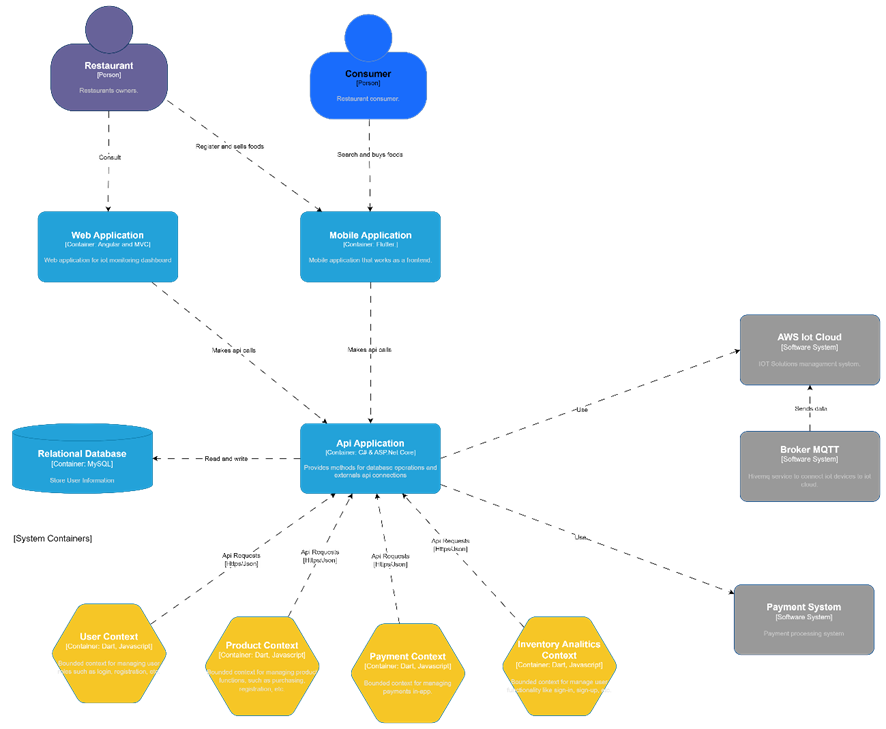 Restaurant
[Person]
Restaurants owners.
Consumer
[Person]
Restaurant consumer.
Consult
Register and sells foods
Search and buys foods
Web Application
[Container: Angular and MVC]
Web application for iot monitoring dashboard
Mobile Application
[Container: Flutter ]
Mobile application that works as a frontend.
Makes api calls
Makes api calls
AWS Iot Cloud
[Software System]
IOT Solutions management system.
Use
Sends data
Relational Database
[Container: MySQL]
Store User Information
Read and write
Api Application
[Container: C# & ASP.Net Core]
Provides methods for database operations and
externals api connections
Broker MQTT
[Software System]
service to connect iot devices to iot
cloud.
[System Containers]
Use
Api Requests
[Https/Json]
Api Requests
[Https/Json]
Api Requests
[Https/Json]
Api Requests
[Https/Json]
User Context
[Container: Dart, Javascript]
Bounded context for managing user
such as login, registration,
Product Context
[Container: Dart, Javascript]
Bounded context for managing product
functions, such as purchasing,
registration, etc.
Payment Context
[Container: Dart, Javascript]
Bounded context for managing
payments in app.
Inventory Analitics
Context
[Container: Dart, Javascript]
Bounded context for manage user
functionality like sign-in, sign-up,
Payment System
[Software System]
Payment processing system